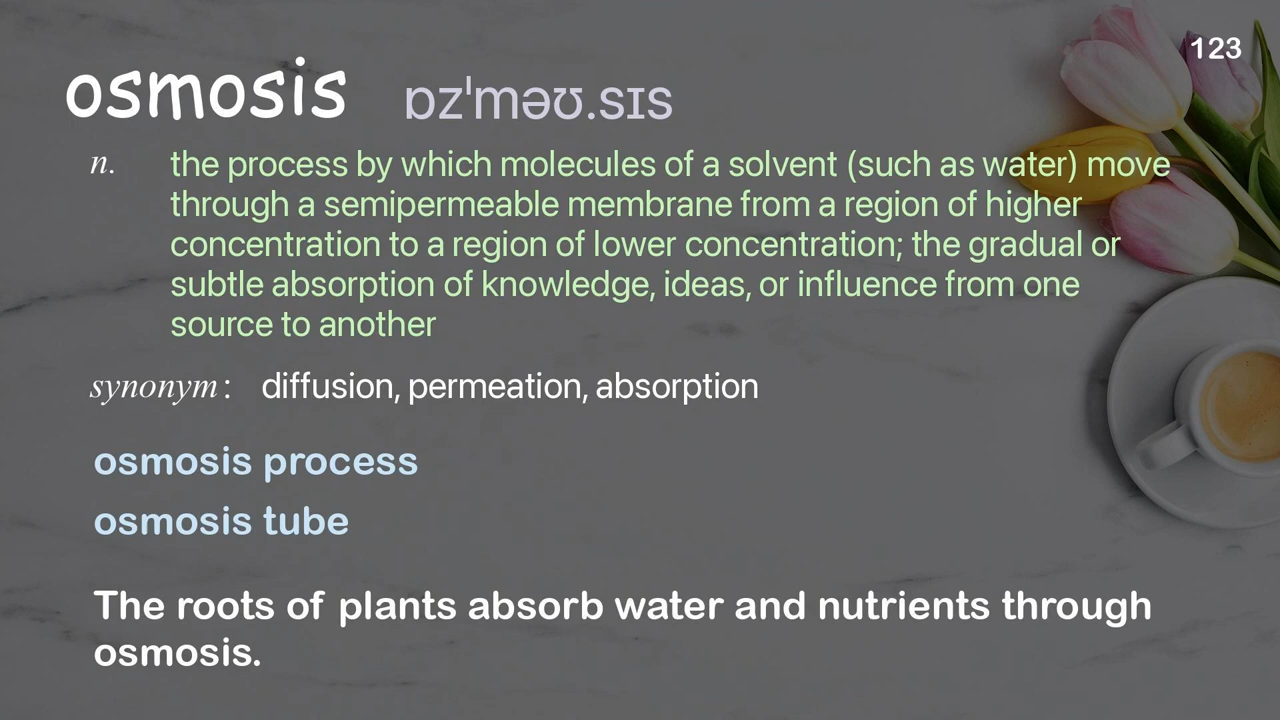 123
osmosis ɒzˈməʊ.sɪs
n. the process by which molecules of a solvent (such as water) move
through a semipermeable membrane from a region of higher
concentration to a region of lower concentration; the gradual or
subtle absorption of knowledge, ideas, or influence from one
source to another
synonym: diffusion, permeation, absorption
osmosis process
osmosis tube
The roots of plants absorb water and nutrients through
osmosis.